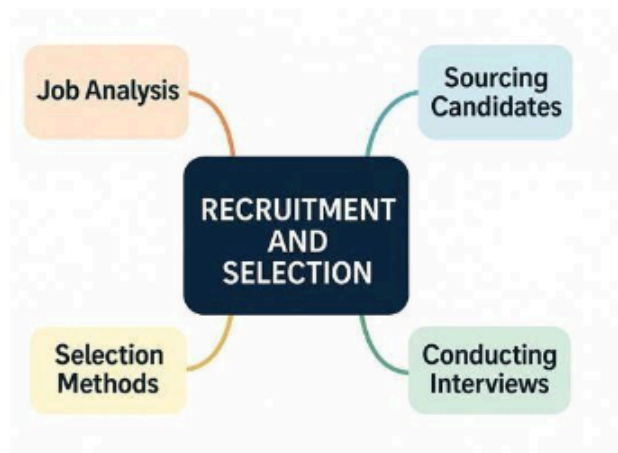 Job Analysis
Sourcing
Candidates
RECRUITMENT
AND
SELECTION
Selection
Methods
Conducting
Interviews